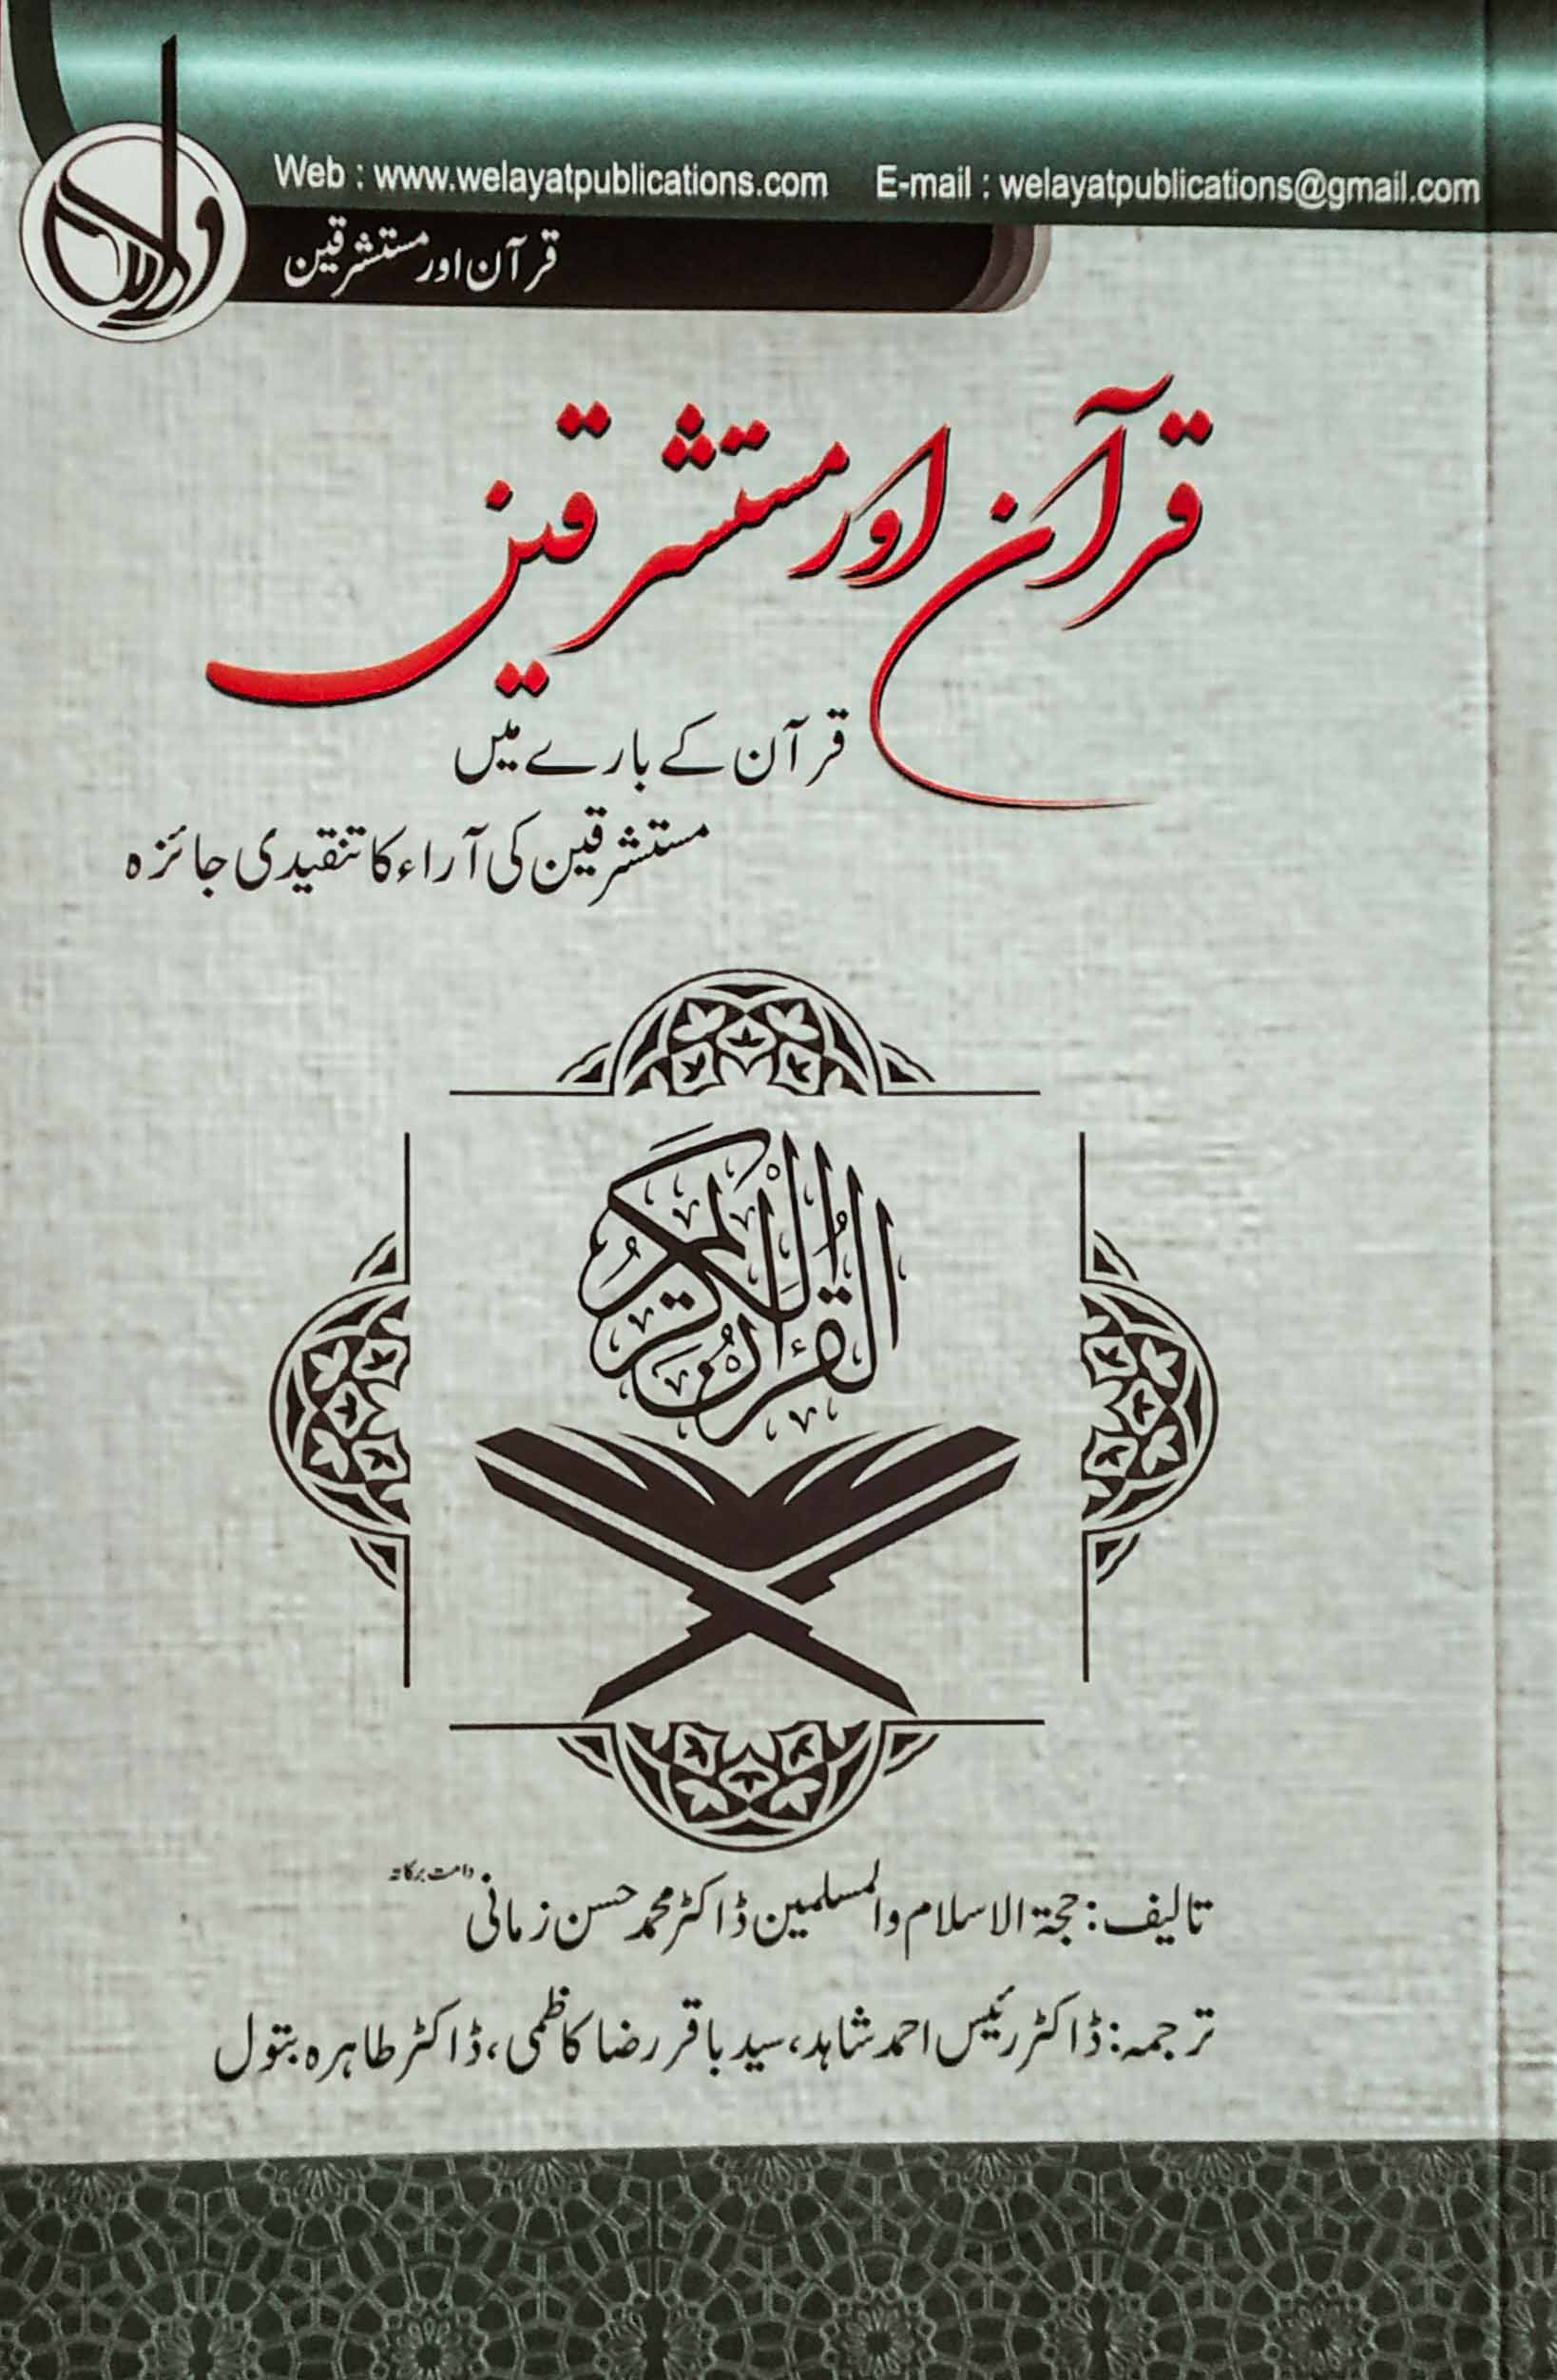 Web : www.welayatpublications.com E-mail : welayatpublications@gmail.com
قرآن اور مستشرقین
قرآن اور مستشرقین
قرآن کے بارے میں
مستشرقین کی آراء کا تنقیدی جائزہ
القرآن الكريم
تالیف: حجۃ الاسلام والمسلمین ڈاکٹر محمد حسن زمانی دامت برکاتہ
ترجمہ: ڈاکٹر رئیس احمد شاہد، سید باقر رضا کاظمی، ڈاکٹر طاہرہ بتول